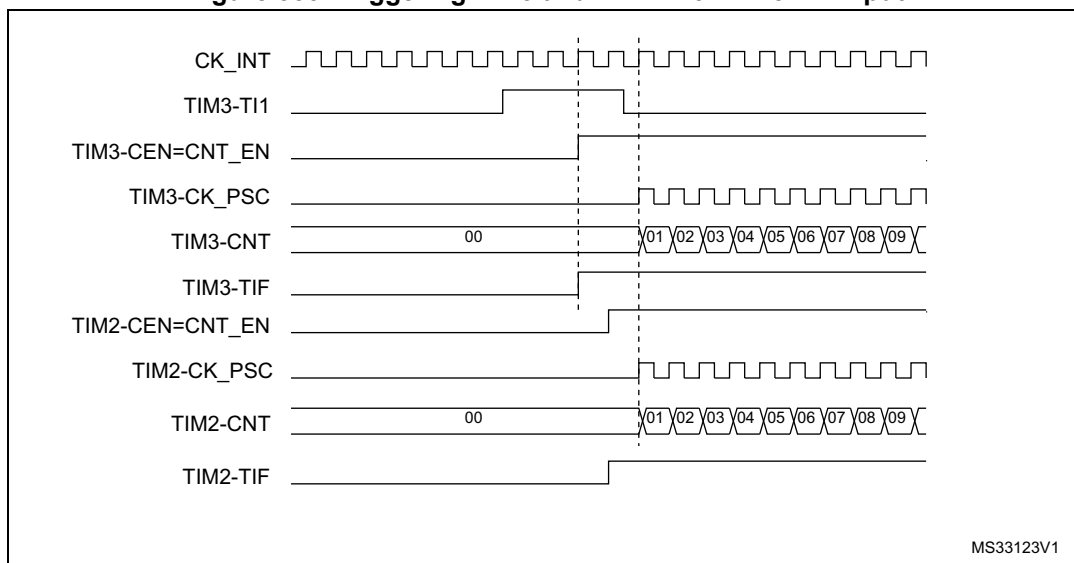 CK_INT
TIM3-TI1
TIM3-CEN=CNT_EN
TIM3-CK_PSC
TIM3-CNT 00 01 02 03 04 05 06 07 08 09
TIM3-TIF
TIM2-CEN=CNT_EN
TIM2-CK_PSC
TIM2-CNT 00 01 02 03 04 05 06 07 08 09
TIM2-TIF
MS33123V1